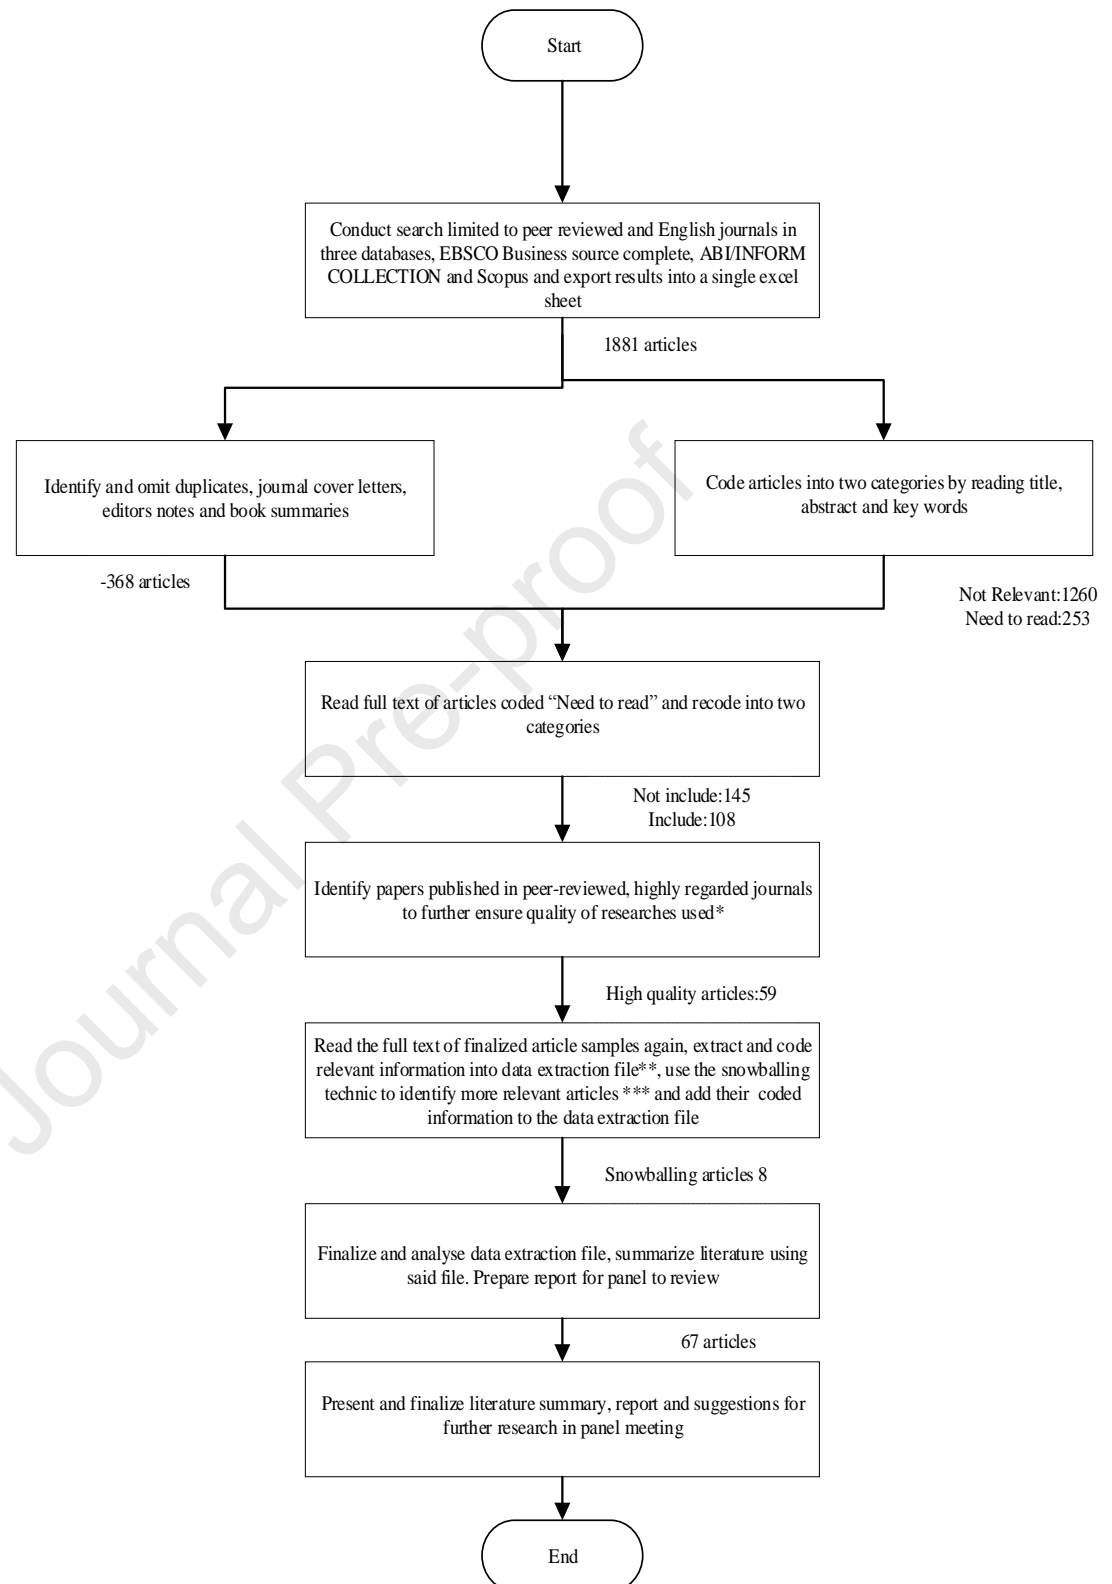 Start
Conduct search limited to peer reviewed and English journals in
three databases, EBSCO Business source complete, ABI/INFORM
COLLECTION and Scopus and export results into a single excel
sheet
1881 articles
Identify and omit duplicates, journal cover letters,
editors notes and book summaries
Code articles into two categories by reading title,
abstract and key words
-368 articles
Not Relevant:1260
Need to read:253
Read full text of articles coded “Need to read” and recode into two
categories
Not include:145
Include:108
Identify papers published in peer-reviewed, highly regarded journals
to further ensure quality of researches used*
High quality articles:59
Read the full text of finalized article samples again, extract and code
relevant information into data extraction file**, use the snowballing
technic to identify more relevant articles *** and add their coded
information to the data extraction file
Snowballing articles 8
Finalize and analyse data extraction file, summarize literature using
said file. Prepare report for panel to review
67 articles
Present and finalize literature summary, report and suggestions for
further research in panel meeting
End
Journal Pre-proof